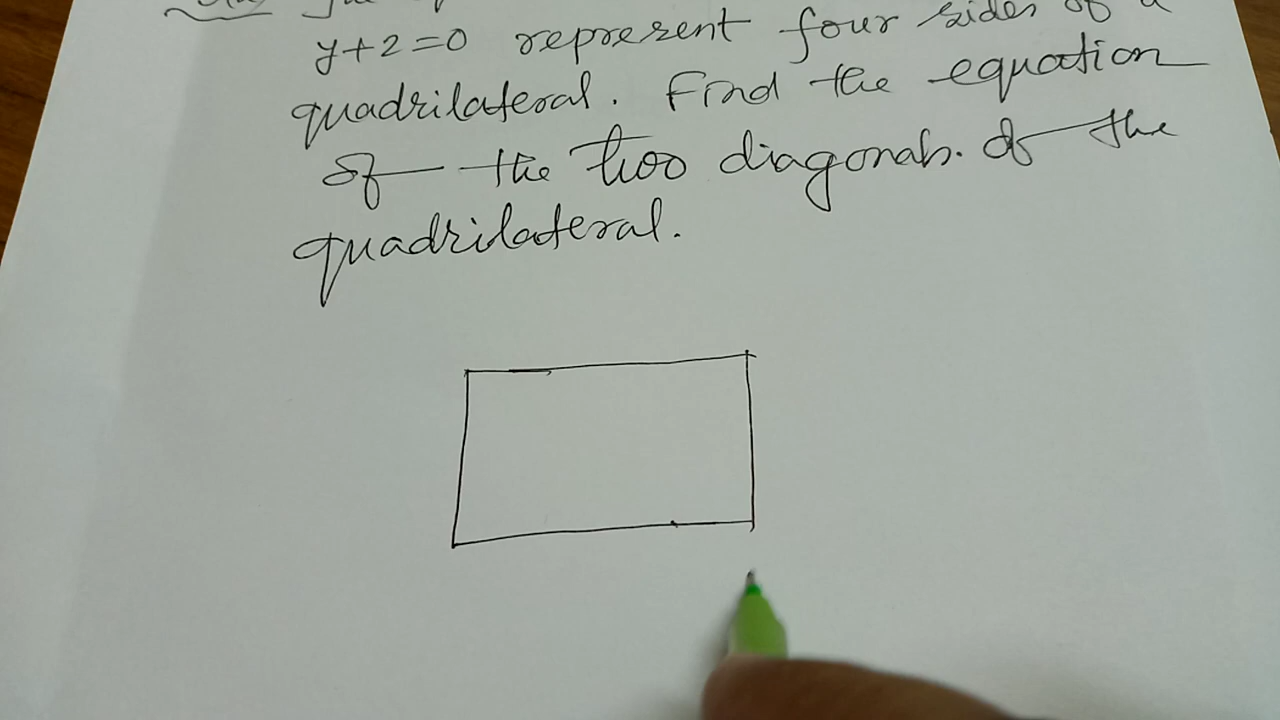 y+2=0 represent four sides of a
quadrilateral. Find the equation
of the two diagonals. of the
quadrilateral.